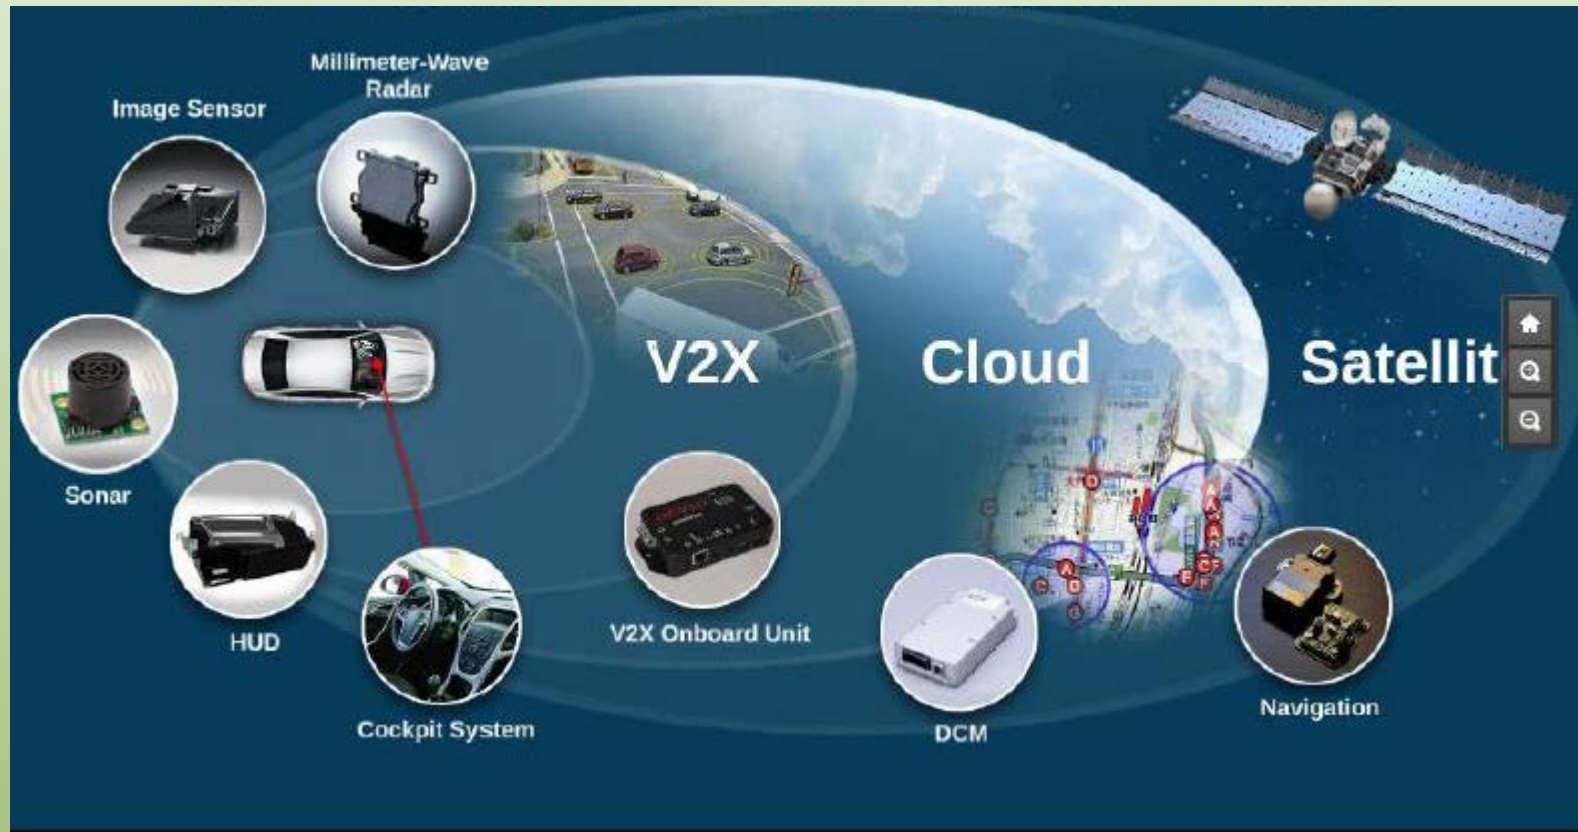 Millimeter-Wave
Radar
Image Sensor
V2X
Cloud
Satellit
Sonar
HUD
V2X Onboard Unit
Cockpit System
DCM
Navigation